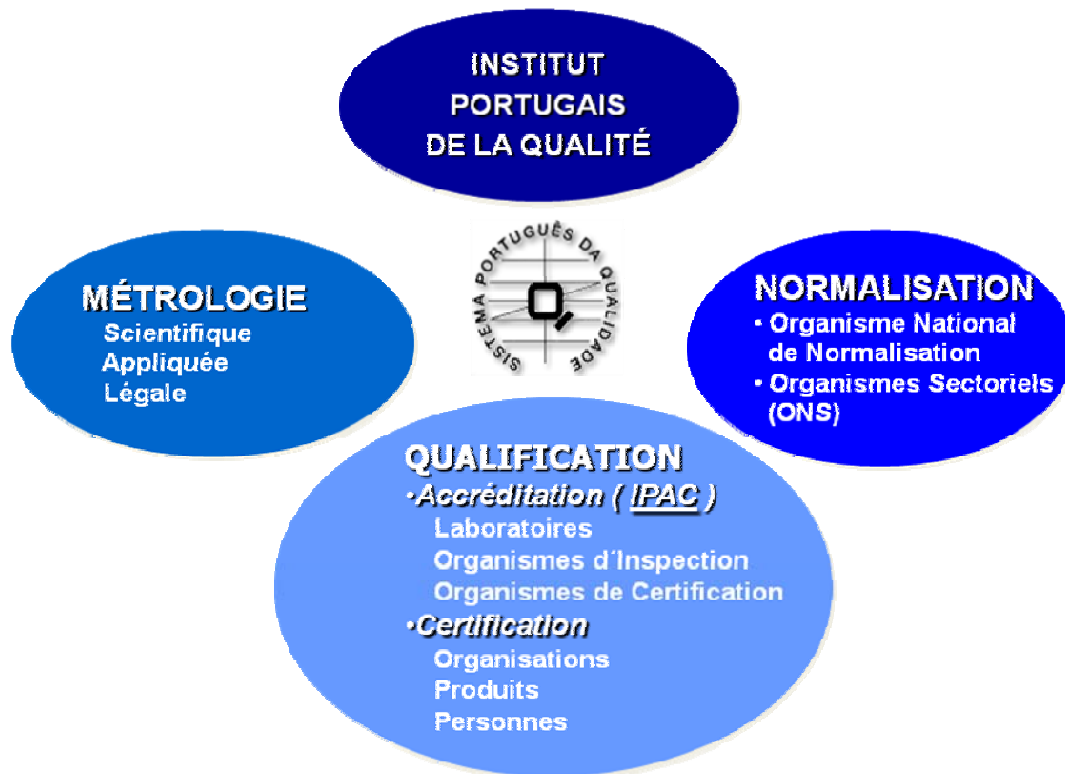 INSTITUT
PORTUGAIS
DE LA QUALITÉ
SISTEMA PORTUGUÊS DA QUALIDADE
MÉTROLOGIE
Scientifique
Appliquée
Légale
NORMALISATION
• Organisme National
de Normalisation
• Organismes Sectoriels
(ONS)
QUALIFICATION
•Accréditation ( IPAC )
Laboratoires
Organismes d´Inspection
Organismes de Certification
•Certification
Organisations
Produits
Personnes